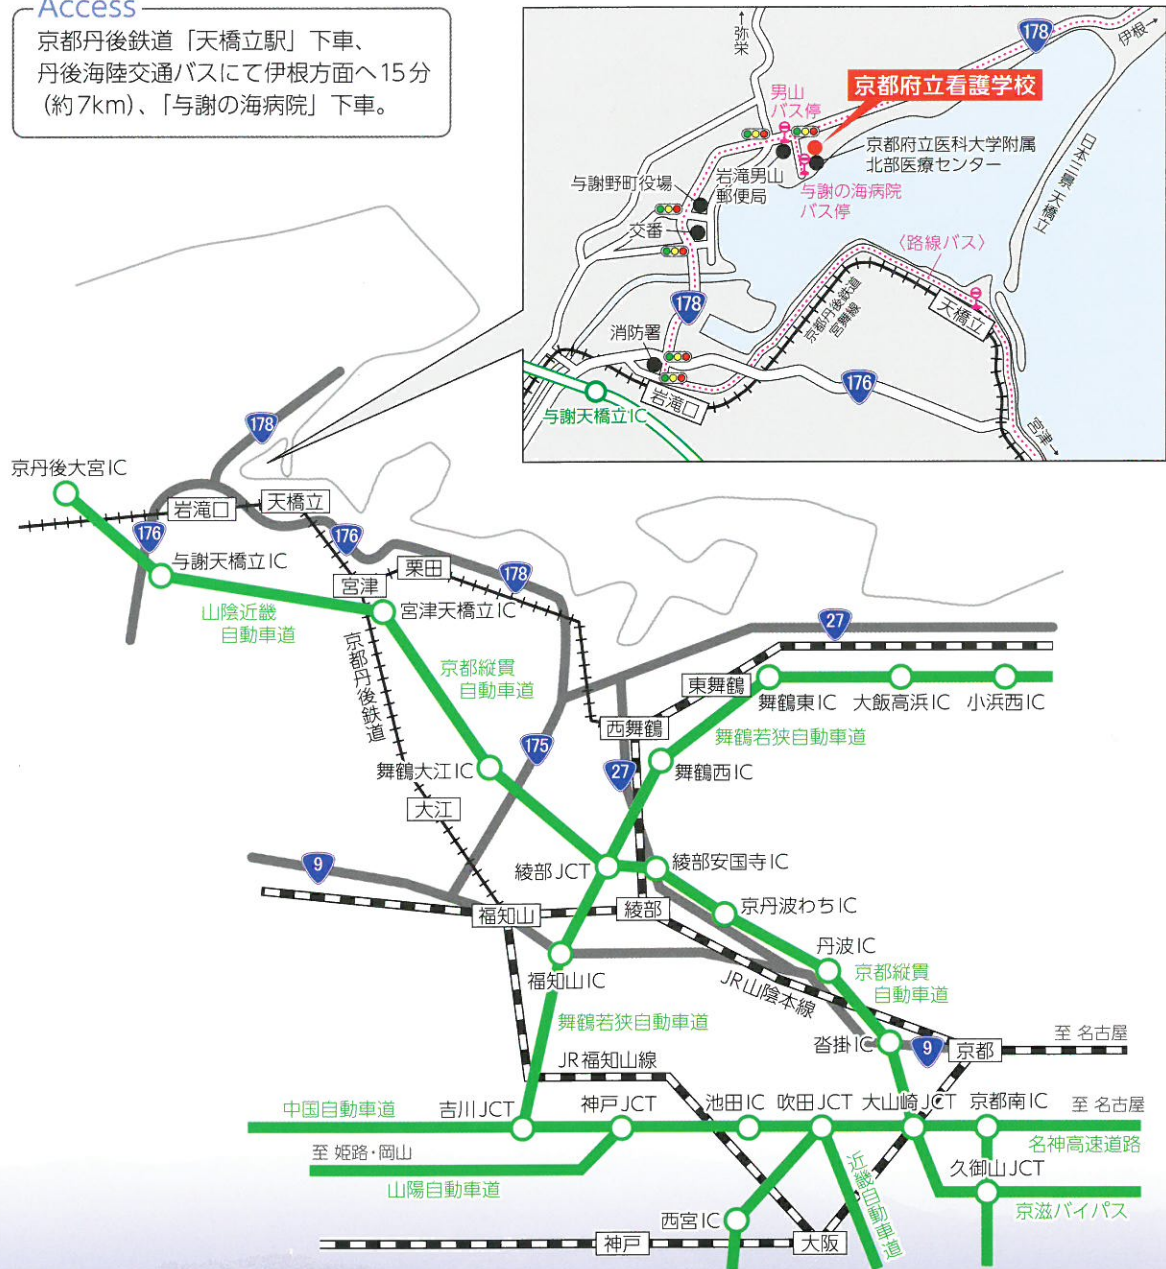 Access
京都丹後鉄道「天橋立駅」下車、
丹後海陸交通バスにて伊根方面へ15分
(約7km)、「与謝の海病院」下車。
弥栄
178
伊根
京都府立看護学校
男山
バス停
京都府立医科大学附属
北部医療センター
岩滝男山
郵便局
与謝の海病院
バス停
与謝野町役場
交番
日本三景 天橋立
〈路線バス〉
178
天橋立
京都丹後鉄道
宮舞線
消防署
176
岩滝口
与謝天橋立IC
宮津
178
京丹後大宮IC
岩滝口
天橋立
176
176
与謝天橋立IC
宮津
栗田
178
山陰近畿
自動車道
宮津天橋立IC
27
京都丹後鉄道
京都縦貫
自動車道
東舞鶴
舞鶴東IC
大飯高浜IC
小浜西IC
西舞鶴
舞鶴若狭自動車道
175
舞鶴大江IC
27
舞鶴西IC
大江
9
綾部JCT
綾部安国寺IC
福知山
綾部
京丹波わちIC
丹波IC
福知山IC
JR山陰本線
京都縦貫
自動車道
舞鶴若狭自動車道
沓掛IC
9
京都
至 名古屋
JR福知山線
中国自動車道
吉川JCT
神戸JCT
池田IC
吹田JCT
大山崎JCT
京都南IC
至 名古屋
名神高速道路
至 姫路・岡山
山陽自動車道
近畿自動車道
久御山JCT
京滋バイパス
西宮IC
神戸
大阪